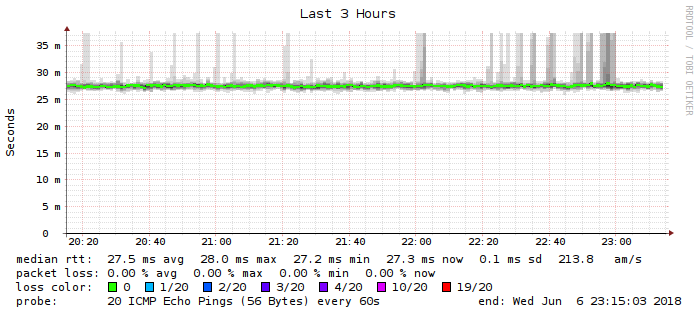 Last 3 Hours
RRDTOOL / TOBI OETIKER
Seconds
35 m
30 m
25 m
20 m
15 m
10 m
5 m
0
20:20 20:40 21:00 21:20 21:40 22:00 22:20 22:40 23:00
median rtt: 27.5 ms avg 28.0 ms max 27.2 ms min 27.3 ms now 0.1 ms sd 213.8 am/s
packet loss: 0.00 % avg 0.00 % max 0.00 % min 0.00 % now
loss color: 0 1/20 2/20 3/20 4/20 10/20 19/20
probe: 20 ICMP Echo Pings (56 Bytes) every 60s end: Wed Jun 6 23:15:03 2018